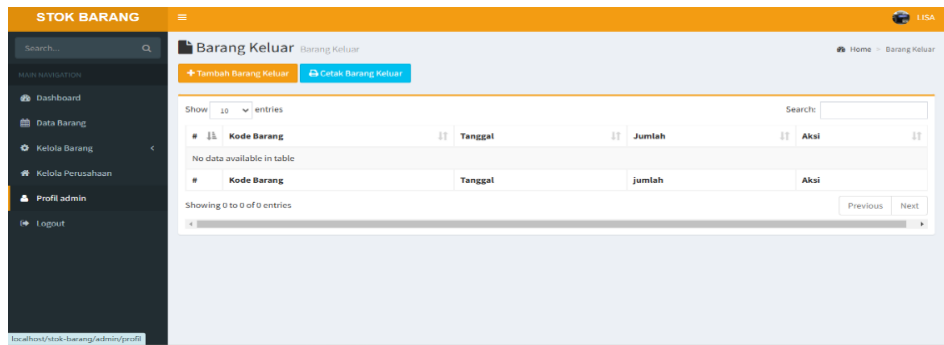 STOK BARANG
LISA
Search...
MAIN NAVIGATION
Dashboard
Data Barang
Kelola Barang
Kelola Perusahaan
Profil admin
Logout
Barang Keluar Barang Keluar
Home - Barang Keluar
Tambah Barang Keluar Cetak Barang Keluar
Show 10 entries Search:
# Kode Barang Tanggal Jumlah Aksi
No data available in table
# Kode Barang Tanggal jumlah Aksi
Showing 0 to 0 of 0 entries Previous Next
localhost/stok-barang/admin/profil